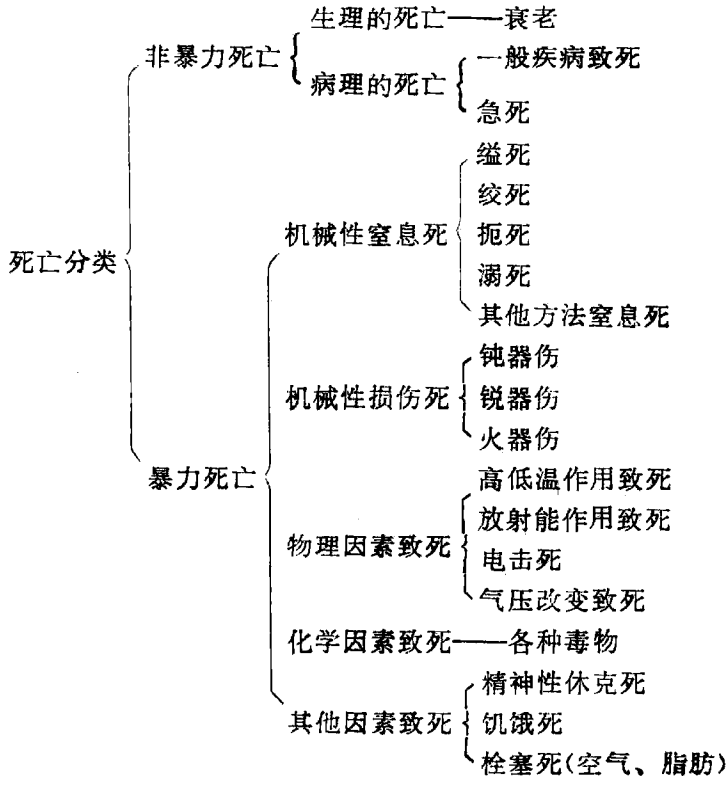 生理的死亡——衰老
非暴力死亡
一般疾病致死
病理的死亡
急死
缢死
绞死
机械性窒息死
扼死
死亡分类
溺死
其他方法窒息死
钝器伤
机械性损伤死
锐器伤
火器伤
暴力死亡
高低温作用致死
放射能作用致死
物理因素致死
电击死
气压改变致死
化学因素致死——各种毒物
精神性休克死
其他因素致死
饥饿死
栓塞死(空气、脂肪)